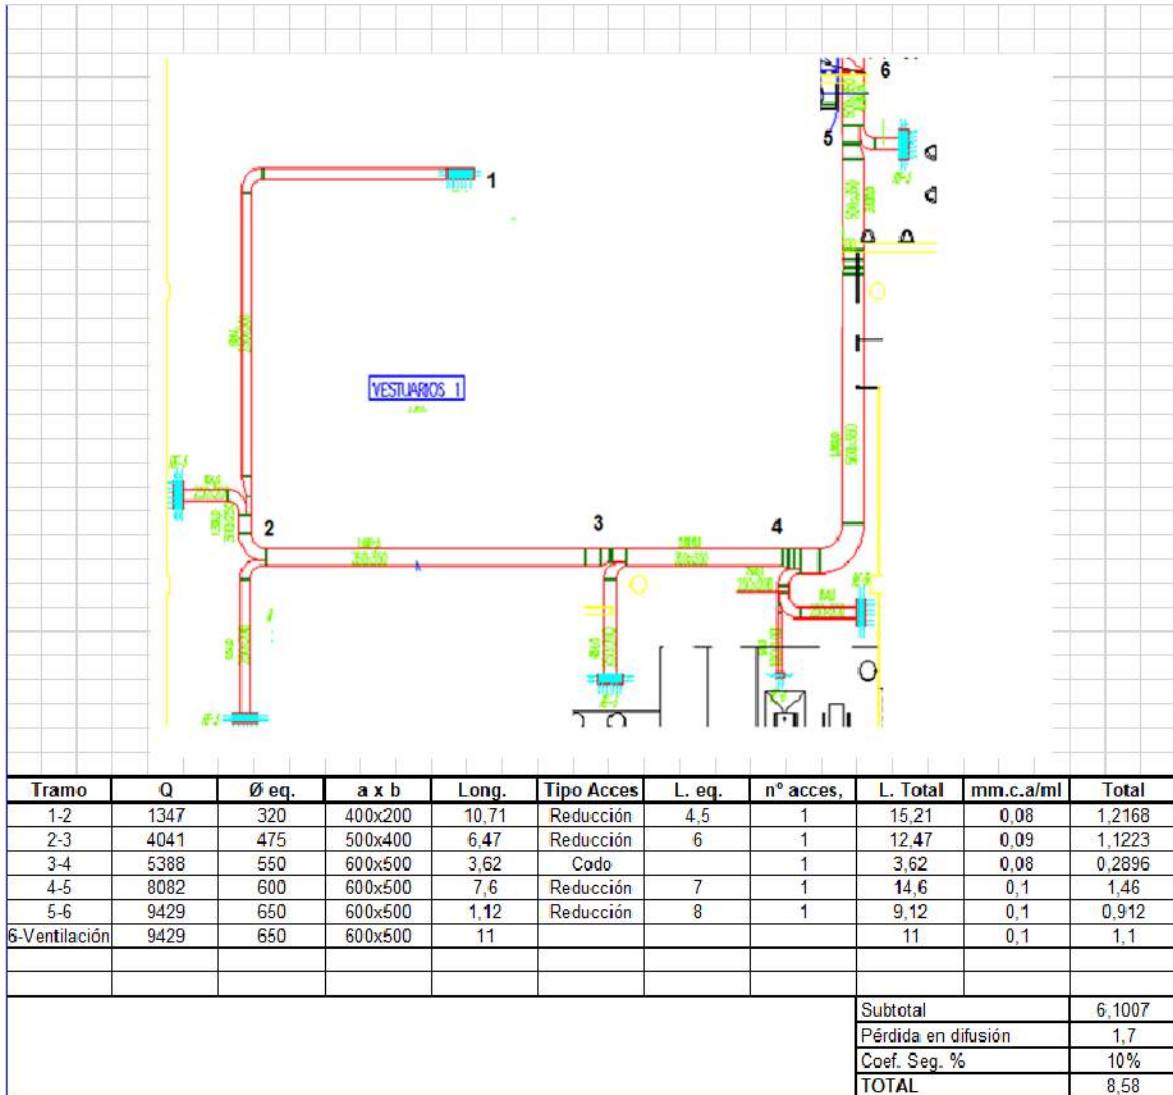 6
5
1
VESTUARIOS 1
2
3
4
Tramo Q Ø eq. a x b Long. Tipo Acces L. eq. nº acces, L. Total mm.c.a/ml Total
1-2 1347 320 400x200 10,71 Reducción 4,5 1 15,21 0,08 1,2168
2-3 4041 475 500x400 6,47 Reducción 6 1 12,47 0,09 1,1223
3-4 5388 550 600x500 3,62 Codo 1 3,62 0,08 0,2896
4-5 8082 600 600x500 7,6 Reducción 7 1 14,6 0,1 1,46
5-6 9429 650 600x500 1,12 Reducción 8 1 9,12 0,1 0,912
6-Ventilación 9429 650 600x500 11 11 0,1 1,1
Subtotal 6,1007
Pérdida en difusión 1,7
Coef. Seg. % 10%
TOTAL 8,58